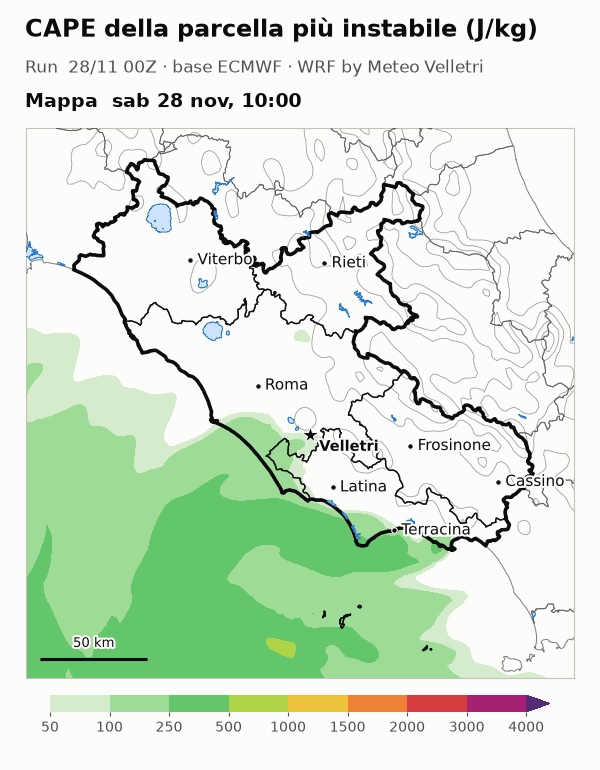 CAPE della parcella più instabile (J/kg)
Run 28/11 00Z · base ECMWF · WRF by Meteo Velletri
Mappa sab 28 nov, 10:00
Viterbo
Rieti
Roma
Velletri
Frosinone
Latina
Cassino
Terracina
50 km
50 100 250 500 1000 1500 2000 3000 4000